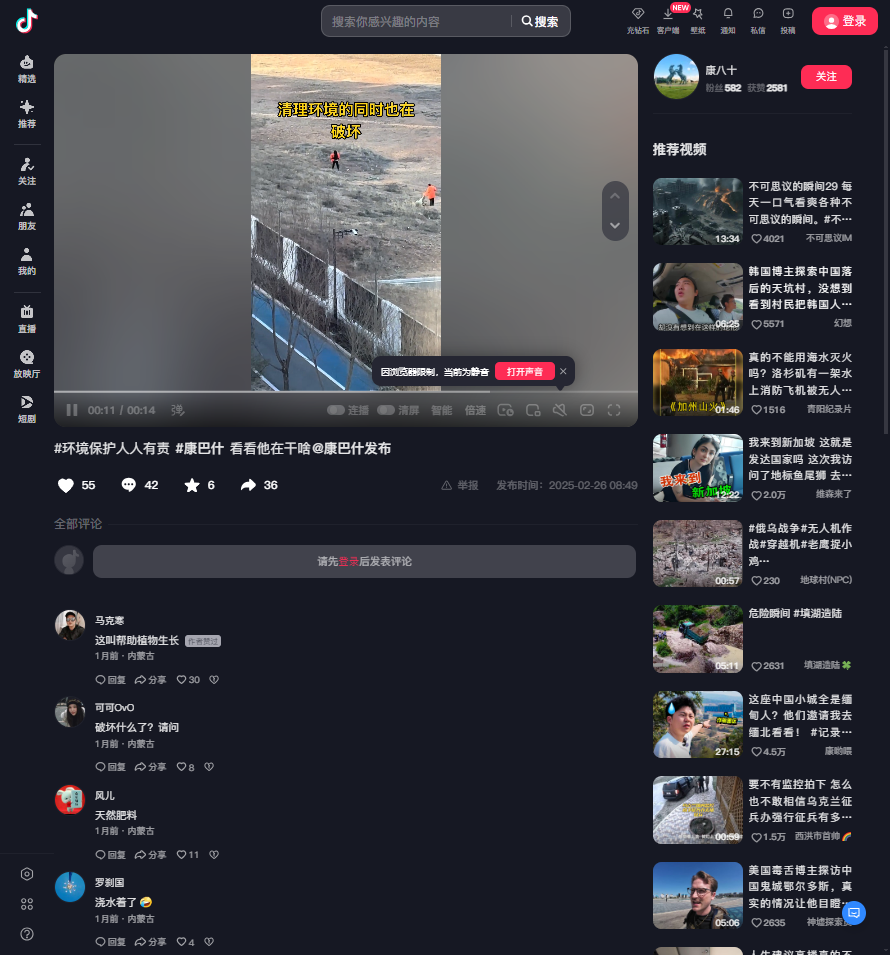 搜索你感兴趣的内容
搜索
充钻石
客户端
NEW
壁纸
通知
私信
投稿
登录
精选
推荐
关注
朋友
我的
直播
放映厅
短剧
清理环境的同时也在
破坏
因浏览器限制，当前为静音
打开声音
00:11 / 00:14
弹
连播
清屏
智能
倍速
#环境保护人人有责 #康巴什 看看他在干啥@康巴什发布
55
42
6
36
举报
发布时间：2025-02-26 08:49
全部评论
请先登录后发表评论
马克寒
这叫帮助植物生长 作者赞过
1月前 · 内蒙古
回复 分享 30
可可OvO
破坏什么了？请问
1月前 · 内蒙古
回复 分享 8
风儿
天然肥料
1月前 · 内蒙古
回复 分享 11
罗刹国
浇水着了 🤣
1月前 · 内蒙古
回复 分享 4
康八十
粉丝582 获赞2581
关注
推荐视频
13:34
不可思议的瞬间29 每
天一口气看爽各种不
可思议的瞬间。#不…
4021 不可思议IM
06:25
韩国博主探索中国落
后的天坑村，没想到
看到村民把韩国人…
5571 幻想
《加州山火》
01:46
真的不能用海水灭火
吗？洛杉矶有一架水
上消防飞机被无人…
1516 青阳纪录片
我来到
新加坡
12:22
我来到新加坡 这就是
发达国家吗 这次我访
问了地标鱼尾狮 去…
2.0万 维森来了
00:57
#俄乌战争#无人机作
战#穿越机#老鹰捉小
鸡…
230 地球村(NPC)
05:11
危险瞬间 #填湖造陆
2631 填湖造陆🍀
27:15
这座中国小城全是缅
甸人？他们邀请我去
缅北看看！ #记录…
4.5万 康哟喂
00:59
要不有监控拍下 怎么
也不敢相信乌克兰征
兵办强行征兵有多…
1.5万 西洪市首帅🌈
05:06
美国毒舌博主探访中
国鬼城鄂尔多斯，真
实的情况让他目瞪…
2635 神墟探索